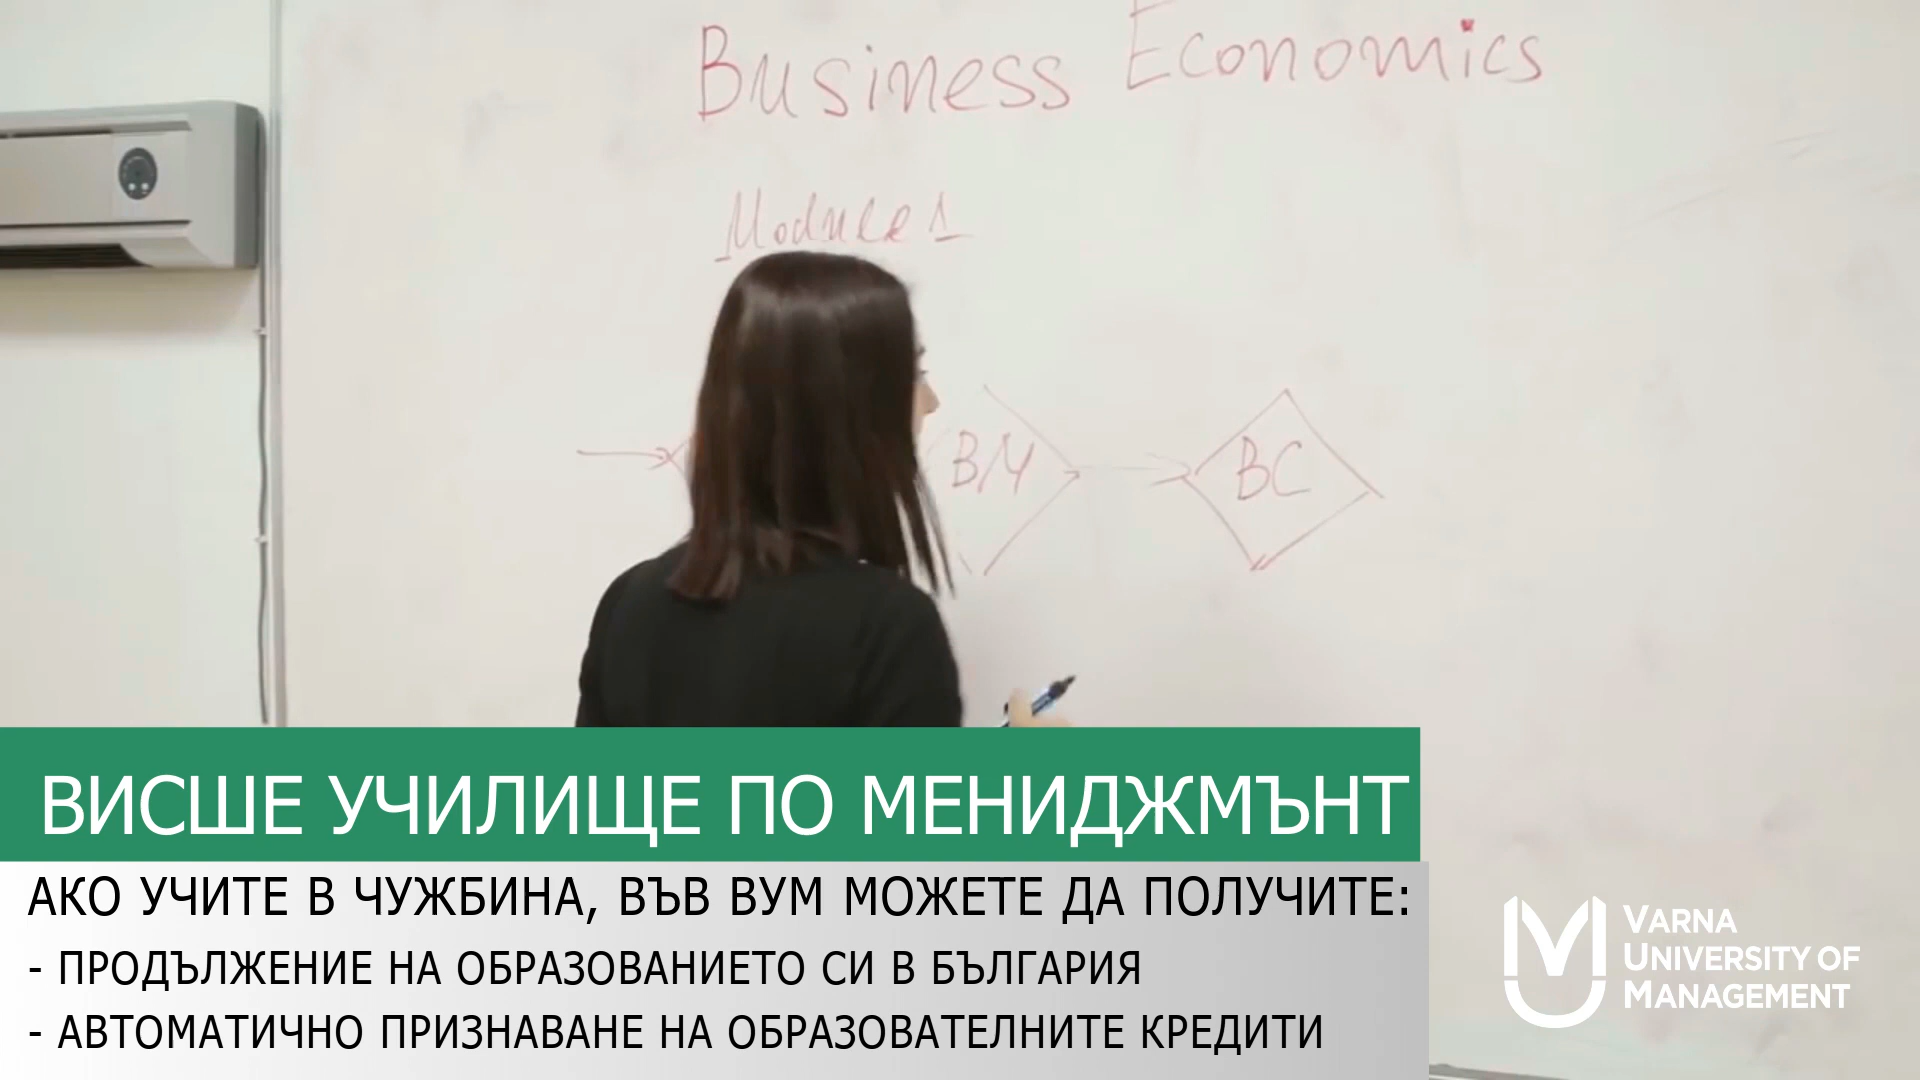 Business Economics
Module 1
BC
ВИСШЕ УЧИЛИЩЕ ПО МЕНИДЖМЪНТ
АКО УЧИТЕ В ЧУЖБИНА, ВЪВ ВУМ МОЖЕТЕ ДА ПОЛУЧИТЕ:
- ПРОДЪЛЖЕНИЕ НА ОБРАЗОВАНИЕТО СИ В БЪЛГАРИЯ
- АВТОМАТИЧНО ПРИЗНАВАНЕ НА ОБРАЗОВАТЕЛНИТЕ КРЕДИТИ
VARNA
UNIVERSITY OF
MANAGEMENT